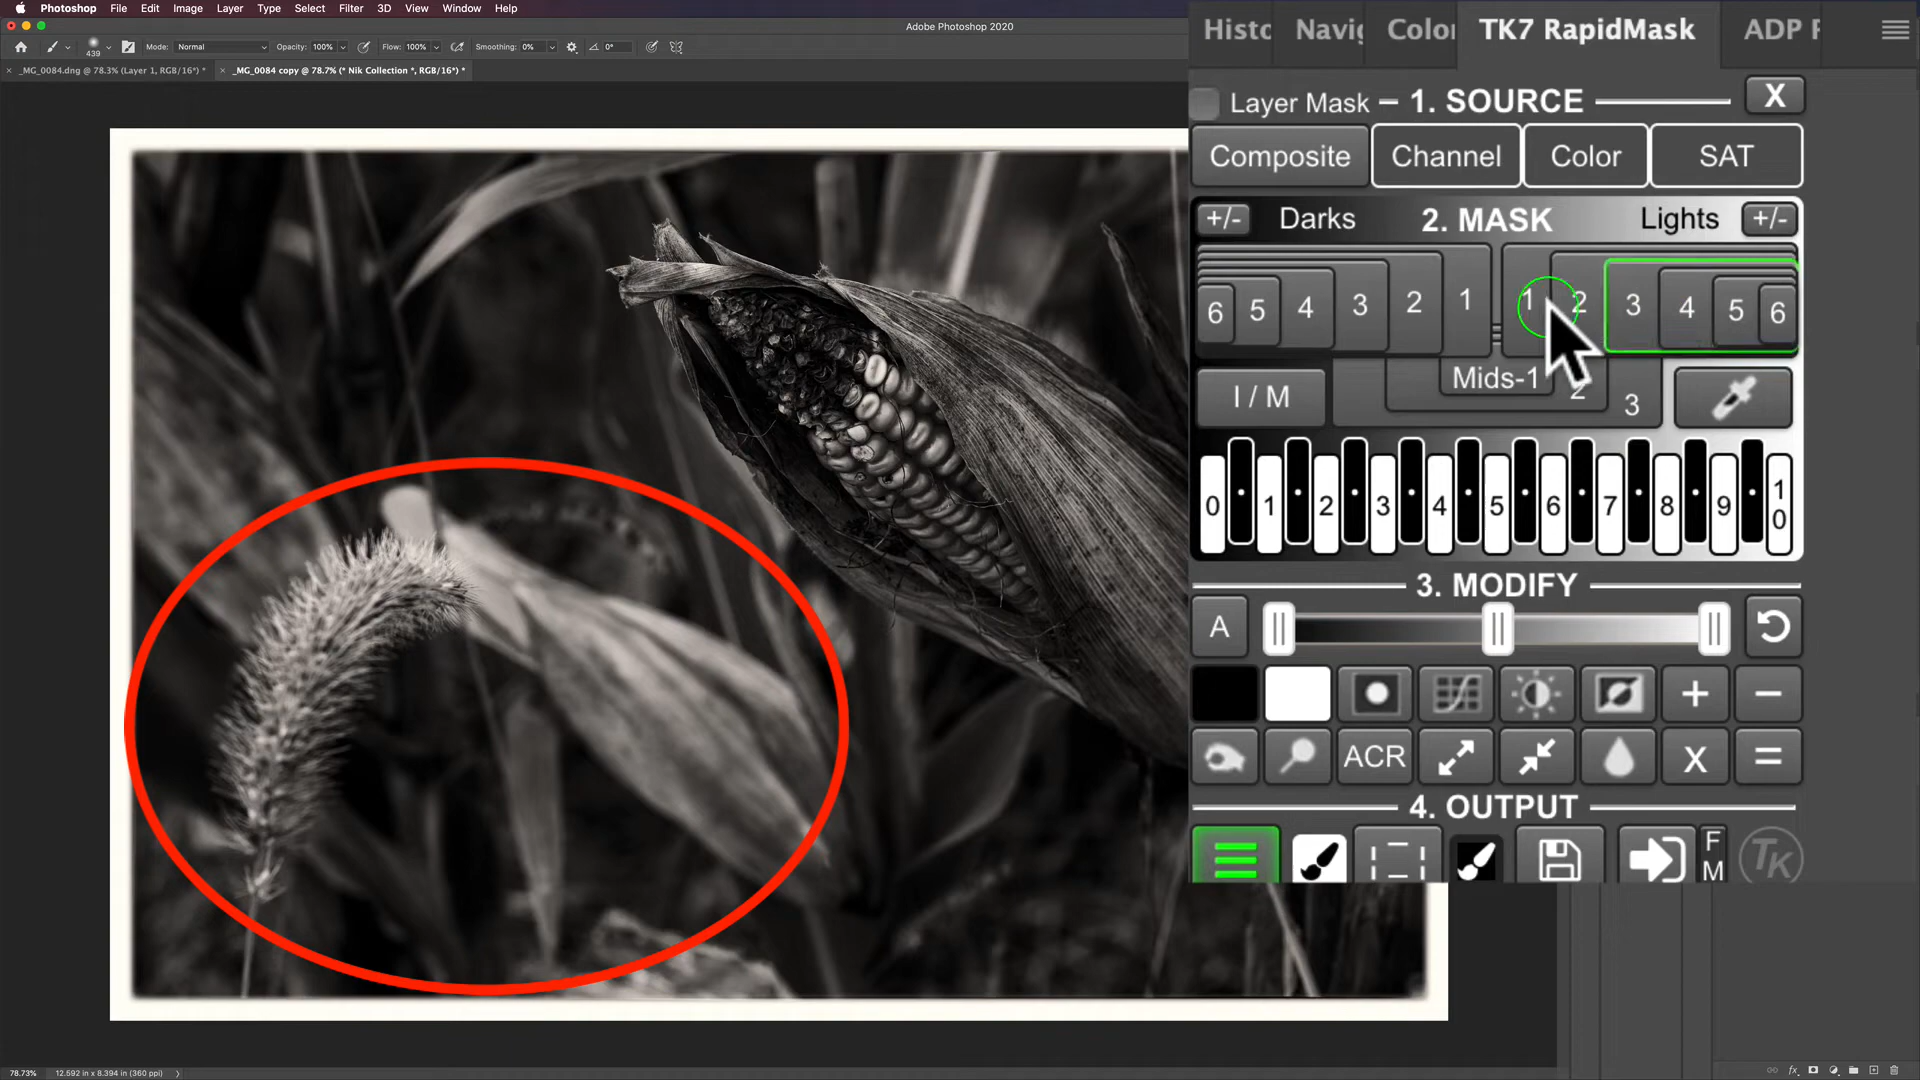 Photoshop File Edit Image Layer Type Select Filter 3D View Window Help
Adobe Photoshop 2020
439 Mode: Normal Opacity: 100% Flow: 100% Smoothing: 0% 0°
_MG_0084.dng @ 78.3% (Layer 1, RGB/16*) *
_MG_0084 copy @ 78.7% (* Nik Collection *, RGB/16*) *
Histo Navig Color TK7 RapidMask ADP P
Layer Mask 1. SOURCE X
Composite Channel Color SAT
+/- Darks 2. MASK Lights +/-
6 5 4 3 2 1 1 2 3 4 5 6
I / M Mids-1 2 3
0 1 2 3 4 5 6 7 8 9 10
3. MODIFY
A
+ −
ACR X =
4. OUTPUT
F
M
TK
78.73% 12.592 in x 8.394 in (360 ppi)
fx